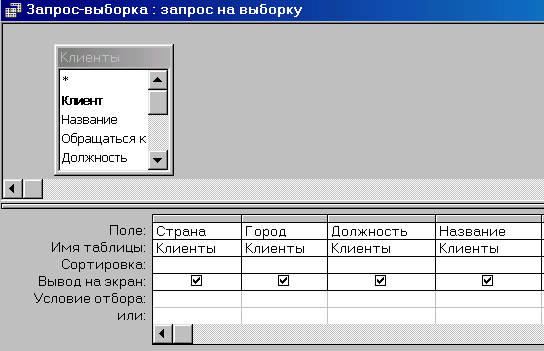 Запрос-выборка : запрос на выборку
Клиенты
*
Клиент
Название
Обращаться к
Должность
Поле: Страна Город Должность Название
Имя таблицы: Клиенты Клиенты Клиенты Клиенты
Сортировка:
Вывод на экран:
Условие отбора:
или: